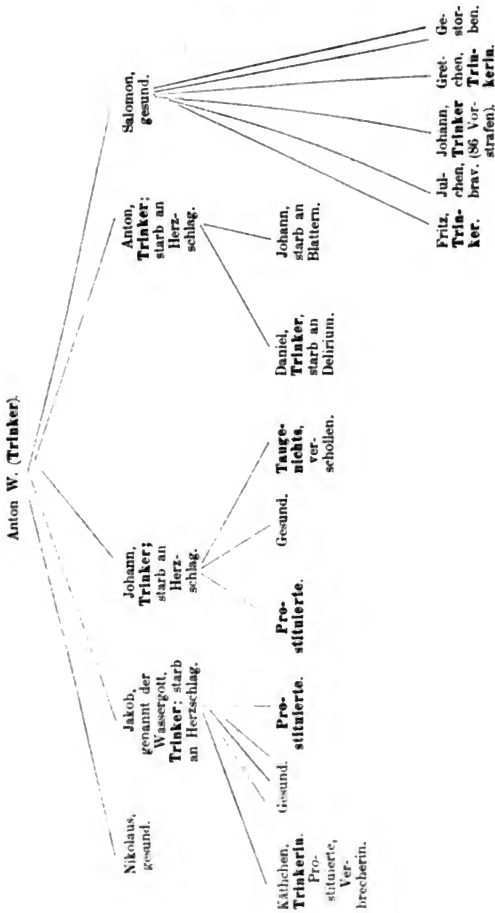 Anton W. (Trinker).
Nikolaus,
gesund.
Jakob,
genannt der
Wassergott,
Trinker; starb
an Herzschlag.
Johann,
Trinker;
starb an
Herz-
schlag.
Anton,
Trinker;
starb an
Herz-
schlag.
Salomon,
gesund.
Käthchen,
Trinkerin.
Pro-
stituierte,
Ver-
brecherin.
Gesund.
Pro-
stituierte.
Pro-
stituierte.
Gesund.
Tauge-
nichts,
ver-
schollen.
Daniel,
Trinker,
starb an
Delirium.
Johann,
starb an
Blattern.
Fritz,
Trin-
ker.
Jul-
chen,
brav.
Johann,
Trinker
(86 Vor-
strafen).
Gret-
chen,
Trin-
kerin.
Ge-
stor-
ben.